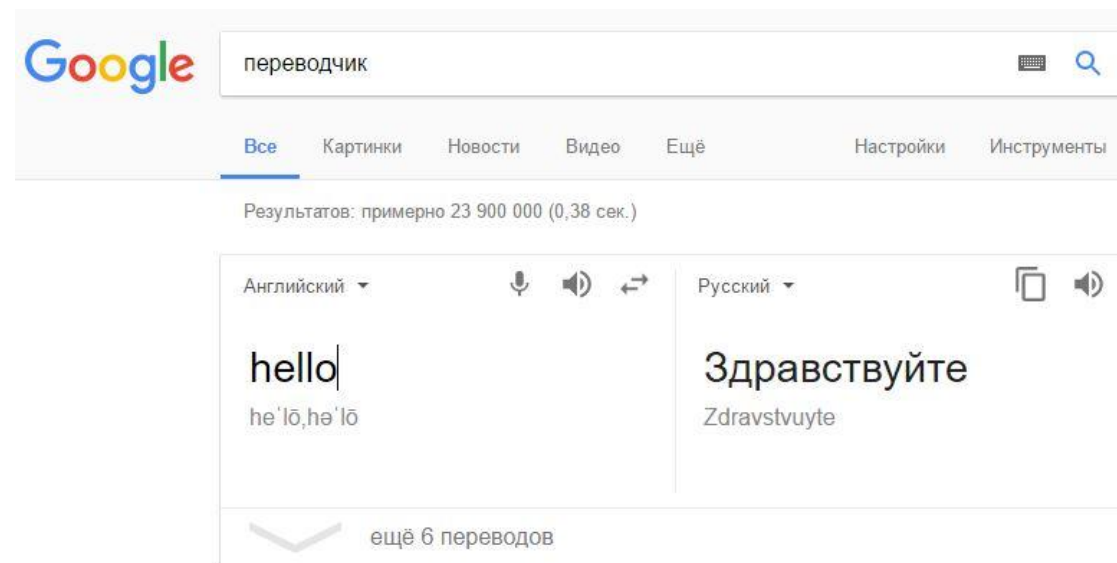 Google переводчик
Все Картинки Новости Видео Ещё Настройки Инструменты
Результатов: примерно 23 900 000 (0,38 сек.)
Английский Русский
hello Здравствуйте
heˈlō,həˈlō Zdravstvuyte
ещё 6 переводов